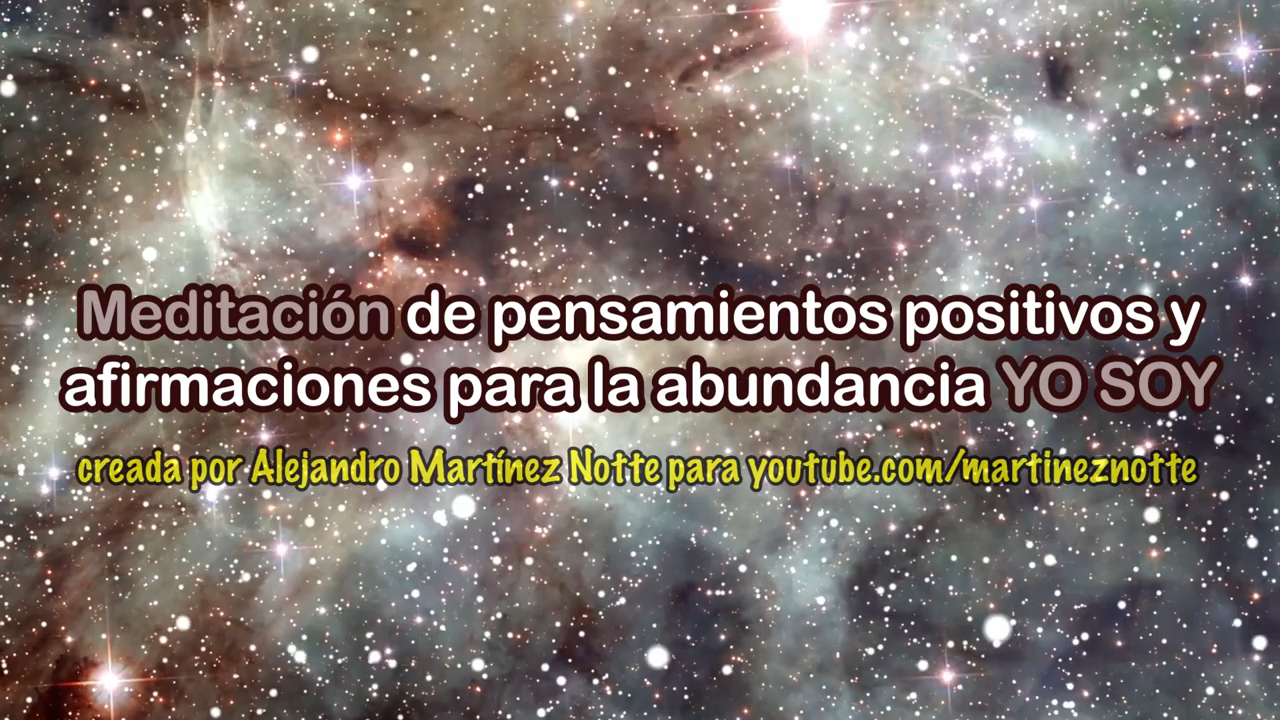 Meditación de pensamientos positivos y
afirmaciones para la abundancia YO SOY
creada por Alejandro Martínez Notte para youtube.com/martineznotte